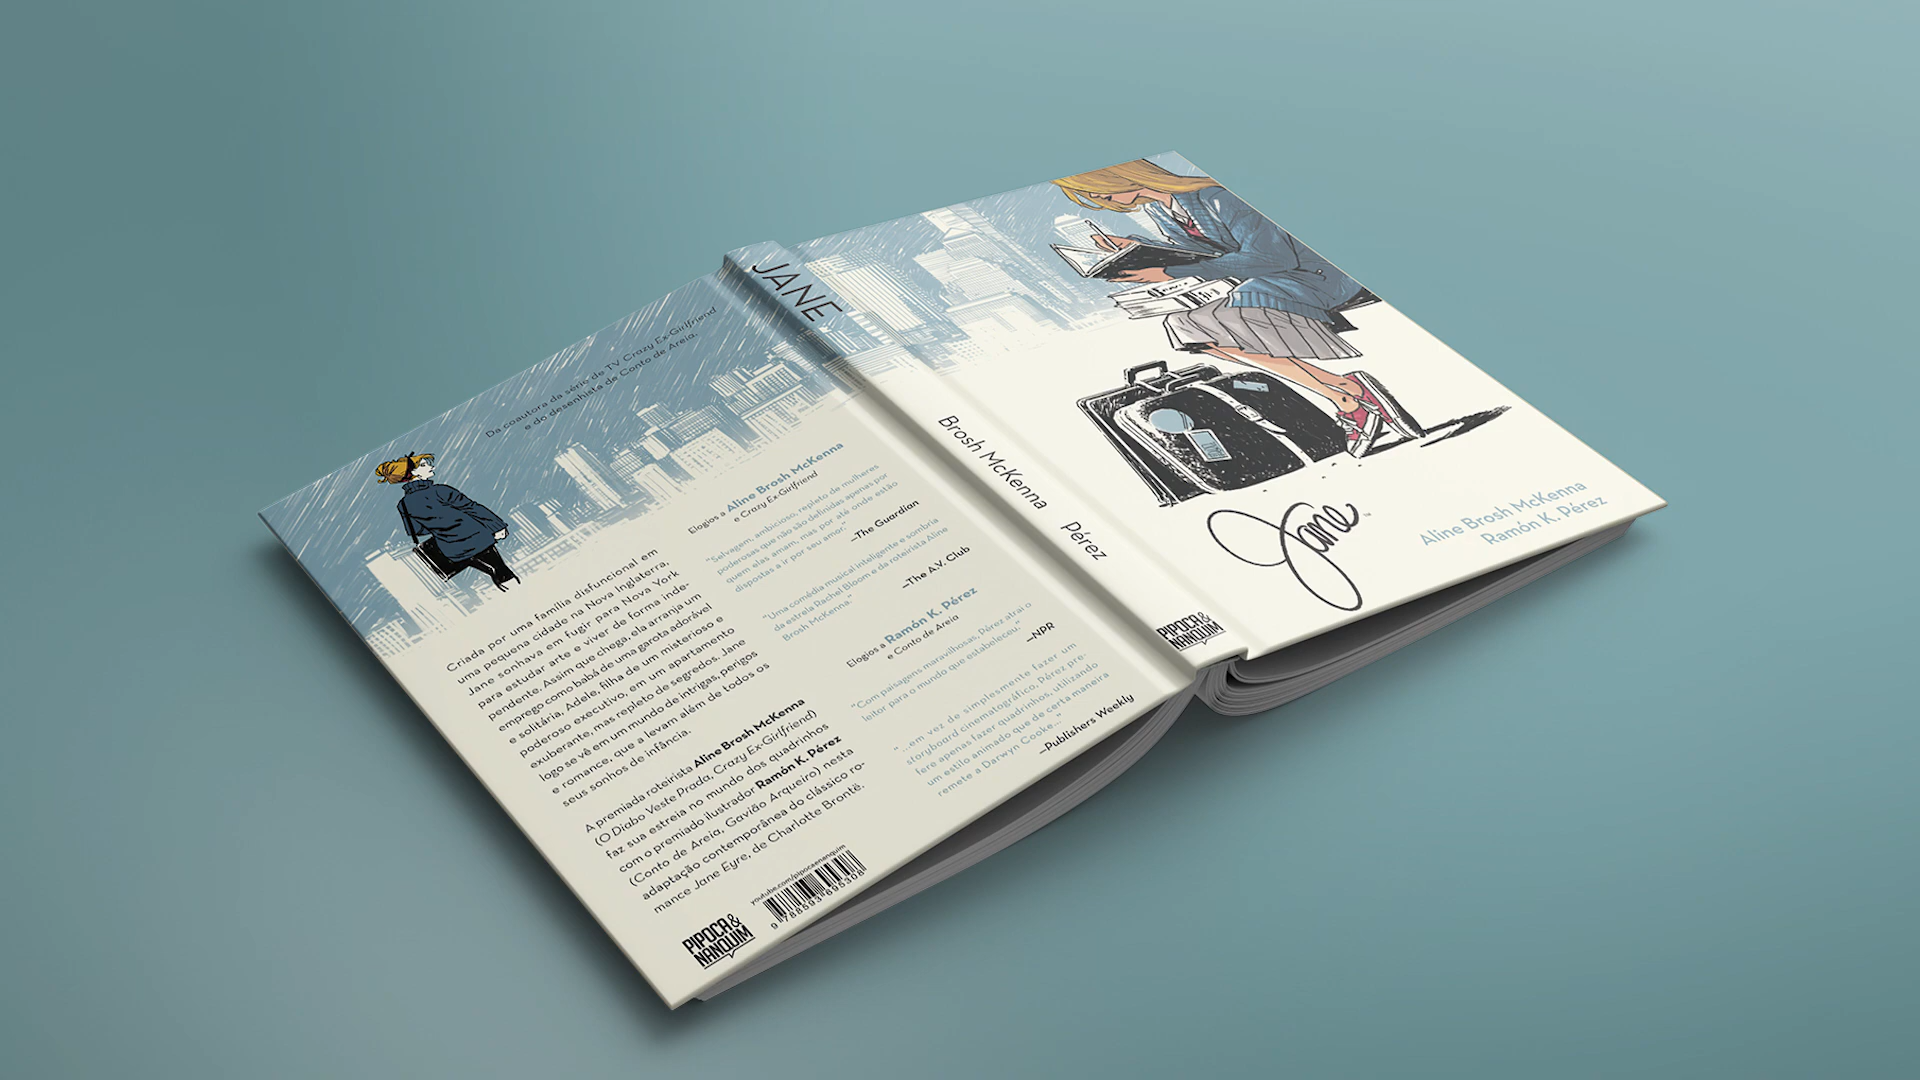 Da coautora da série de TV Crazy Ex-Girlfriend
e do desenhista de Conto de Areia.
Criada por uma família disfuncional em
uma pequena cidade na Nova Inglaterra,
Jane sonhava em fugir para Nova York
para estudar arte e viver de forma inde-
pendente. Assim que chega, ela arranja um
emprego como babá de uma garota adorável
e solitária, Adele, filha de um misterioso e
poderoso executivo, em um apartamento
exuberante, mas repleto de segredos. Jane
logo se vê em um mundo de intrigas, perigos
e romance, que a levam além de todos os
seus sonhos de infância.
A premiada roteirista Aline Brosh McKenna
(O Diabo Veste Prada, Crazy Ex-Girlfriend)
faz sua estreia no mundo dos quadrinhos
com o premiado ilustrador Ramón K. Pérez
(Conto de Areia, Gavião Arqueiro) nesta
adaptação contemporânea do clássico ro-
mance Jane Eyre, de Charlotte Brontë.
Elogios a Aline Brosh McKenna
e Crazy Ex-Girlfriend
"Selvagem, ambicioso, repleto de mulheres
poderosas que não são definidas apenas por
quem elas amam, mas por até onde estão
dispostas a ir por seu amor."
—The Guardian
"Uma comédia musical inteligente e sombria
da estrela Rachel Bloom e da roteirista Aline
Brosh McKenna."
—The A.V. Club
Elogios a Ramón K. Pérez
e Conto de Areia
"Com paisagens maravilhosas, Pérez atrai o
leitor para o mundo que estabeleceu."
—NPR
"...em vez de simplesmente fazer um
storyboard cinematográfico, Pérez pre-
fere apenas fazer quadrinhos, utilizando
um estilo animado que de certa maneira
remete a Darwyn Cooke..."
—Publishers Weekly
PIPOCA &
NANQUIM
youtube.com/pipocaenanquim
9 788593 695308
JANE
Brosh McKenna Pérez
PIPOCA &
NANQUIM
Jane™
Aline Brosh McKenna
Ramón K. Pérez